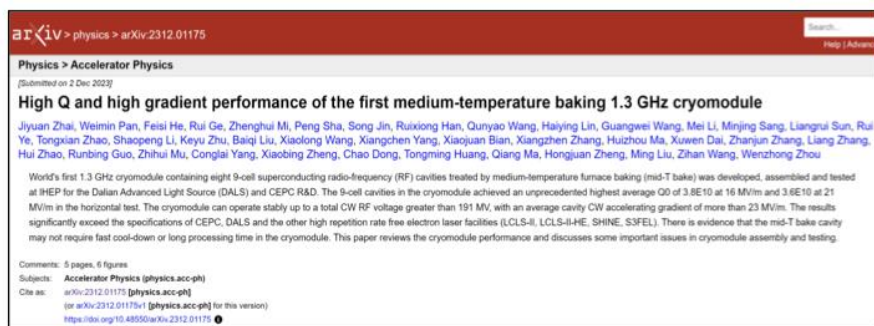 arXiv > physics > arXiv:2312.01175
Search...
Help | Advanc
Physics > Accelerator Physics
[Submitted on 2 Dec 2023]
High Q and high gradient performance of the first medium-temperature baking 1.3 GHz cryomodule
Jiyuan Zhai, Weimin Pan, Feisi He, Rui Ge, Zhenghui Mi, Peng Sha, Song Jin, Ruixiong Han, Qunyao Wang, Haiying Lin, Guangwei Wang, Mei Li, Minjing Sang, Liangrui Sun, Rui
Ye, Tongxian Zhao, Shaopeng Li, Keyu Zhu, Baiqi Liu, Xiaolong Wang, Xiangchen Yang, Xiaojuan Bian, Xiangzhen Zhang, Huizhou Ma, Xuwen Dai, Zhanjun Zhang, Liang Zhang,
Hui Zhao, Runbing Guo, Zhihui Mu, Conglai Yang, Xiaobing Zheng, Chao Dong, Tongming Huang, Qiang Ma, Hongjuan Zheng, Ming Liu, Zihan Wang, Wenzhong Zhou
World's first 1.3 GHz cryomodule containing eight 9-cell superconducting radio-frequency (RF) cavities treated by medium-temperature furnace baking (mid-T bake) was developed, assembled and tested
at IHEP for the Dalian Advanced Light Source (DALS) and CEPC R&D. The 9-cell cavities in the cryomodule achieved an unprecedented highest average Q0 of 3.8E10 at 16 MV/m and 3.6E10 at 21
MV/m in the horizontal test. The cryomodule can operate stably up to a total CW RF voltage greater than 191 MV, with an average cavity CW accelerating gradient of more than 23 MV/m. The results
significantly exceed the specifications of CEPC, DALS and the other high repetition rate free electron laser facilities (LCLS-II, LCLS-II-HE, SHINE, S3FEL). There is evidence that the mid-T bake cavity
may not require fast cool-down or long processing time in the cryomodule. This paper reviews the cryomodule performance and discusses some important issues in cryomodule assembly and testing.
Comments: 5 pages, 6 figures
Subjects: Accelerator Physics (physics.acc-ph)
Cite as: arXiv:2312.01175 [physics.acc-ph]
(or arXiv:2312.01175v1 [physics.acc-ph] for this version)
https://doi.org/10.48550/arXiv.2312.01175